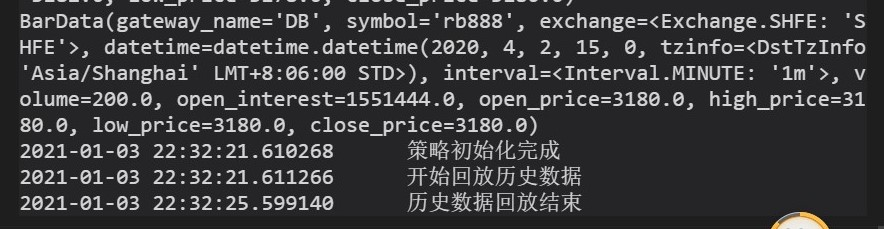 BarData(gateway_name='DB', symbol='rb888', exchange=<Exchange.SHFE: 'S
HFE'>, datetime=datetime.datetime(2020, 4, 2, 15, 0, tzinfo=<DstTzInfo
'Asia/Shanghai' LMT+8:06:00 STD>), interval=<Interval.MINUTE: '1m'>, v
olume=200.0, open_interest=1551444.0, open_price=3180.0, high_price=31
80.0, low_price=3180.0, close_price=3180.0)
2021-01-03 22:32:21.610268 策略初始化完成
2021-01-03 22:32:21.611266 开始回放历史数据
2021-01-03 22:32:25.599140 历史数据回放结束